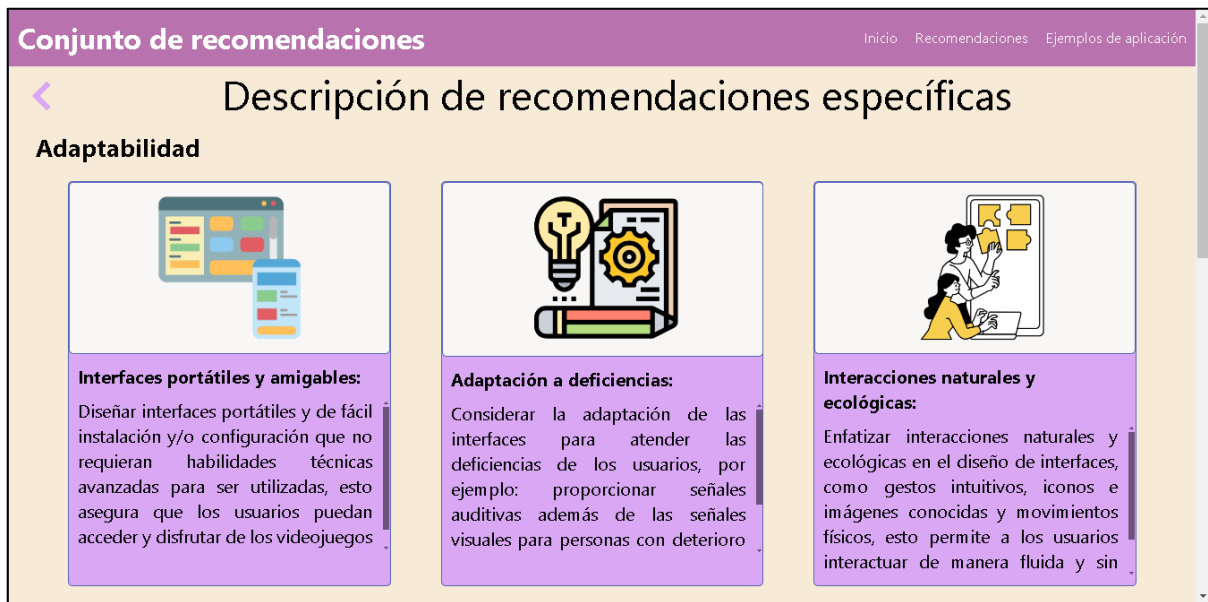 Conjunto de recomendaciones
Inicio Recomendaciones Ejemplos de aplicación
Descripción de recomendaciones específicas
Adaptabilidad
Interfaces portátiles y amigables:
Diseñar interfaces portátiles y de fácil
instalación y/o configuración que no
requieran habilidades técnicas
avanzadas para ser utilizadas, esto
asegura que los usuarios puedan
acceder y disfrutar de los videojuegos
Adaptación a deficiencias:
Considerar la adaptación de las
interfaces para atender las
deficiencias de los usuarios, por
ejemplo: proporcionar señales
auditivas además de las señales
visuales para personas con deterioro
Interacciones naturales y
ecológicas:
Enfatizar interacciones naturales y
ecológicas en el diseño de interfaces,
como gestos intuitivos, iconos e
imágenes conocidas y movimientos
físicos, esto permite a los usuarios
interactuar de manera fluida y sin